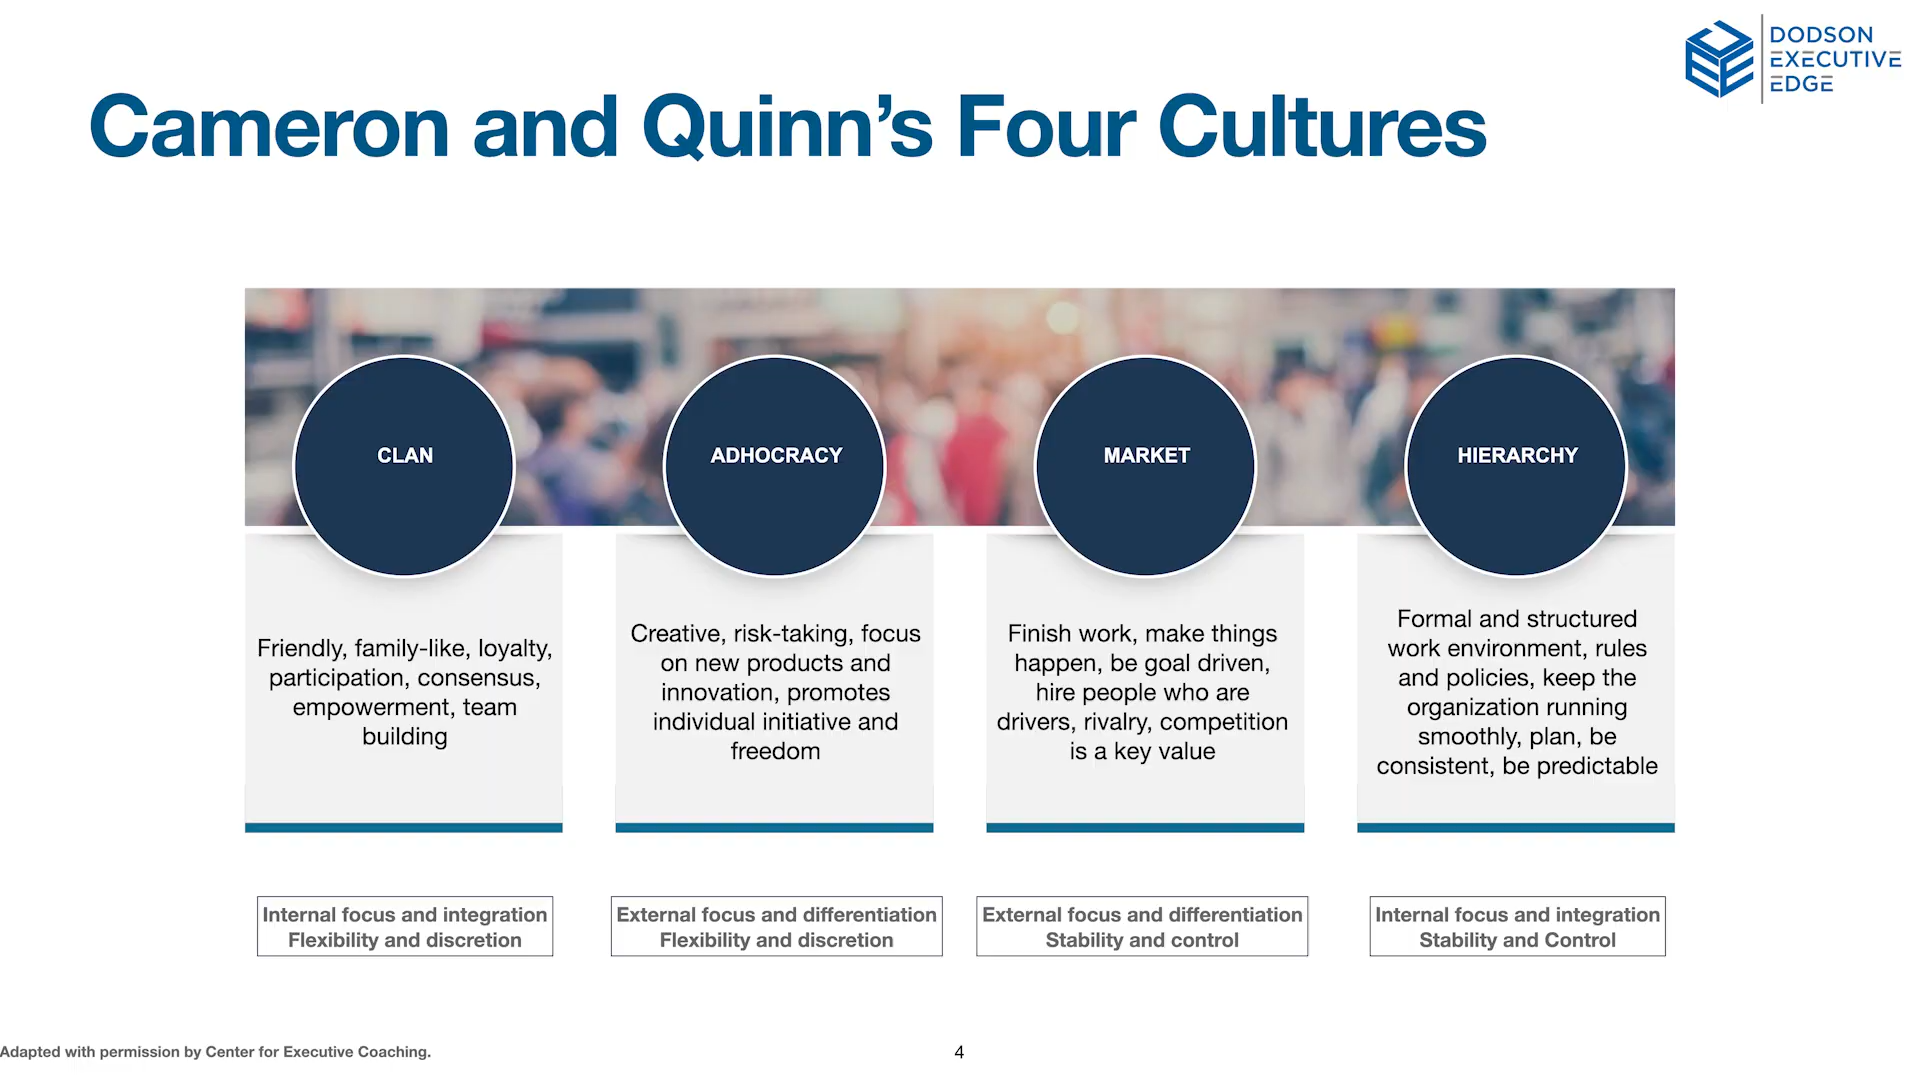 DODSON
EXECUTIVE
EDGE
Cameron and Quinn’s Four Cultures
CLAN
Friendly, family-like, loyalty,
participation, consensus,
empowerment, team
building
Internal focus and integration
Flexibility and discretion
ADHOCRACY
Creative, risk-taking, focus
on new products and
innovation, promotes
individual initiative and
freedom
External focus and differentiation
Flexibility and discretion
MARKET
Finish work, make things
happen, be goal driven,
hire people who are
drivers, rivalry, competition
is a key value
External focus and differentiation
Stability and control
HIERARCHY
Formal and structured
work environment, rules
and policies, keep the
organization running
smoothly, plan, be
consistent, be predictable
Internal focus and integration
Stability and Control
Adapted with permission by Center for Executive Coaching.
4